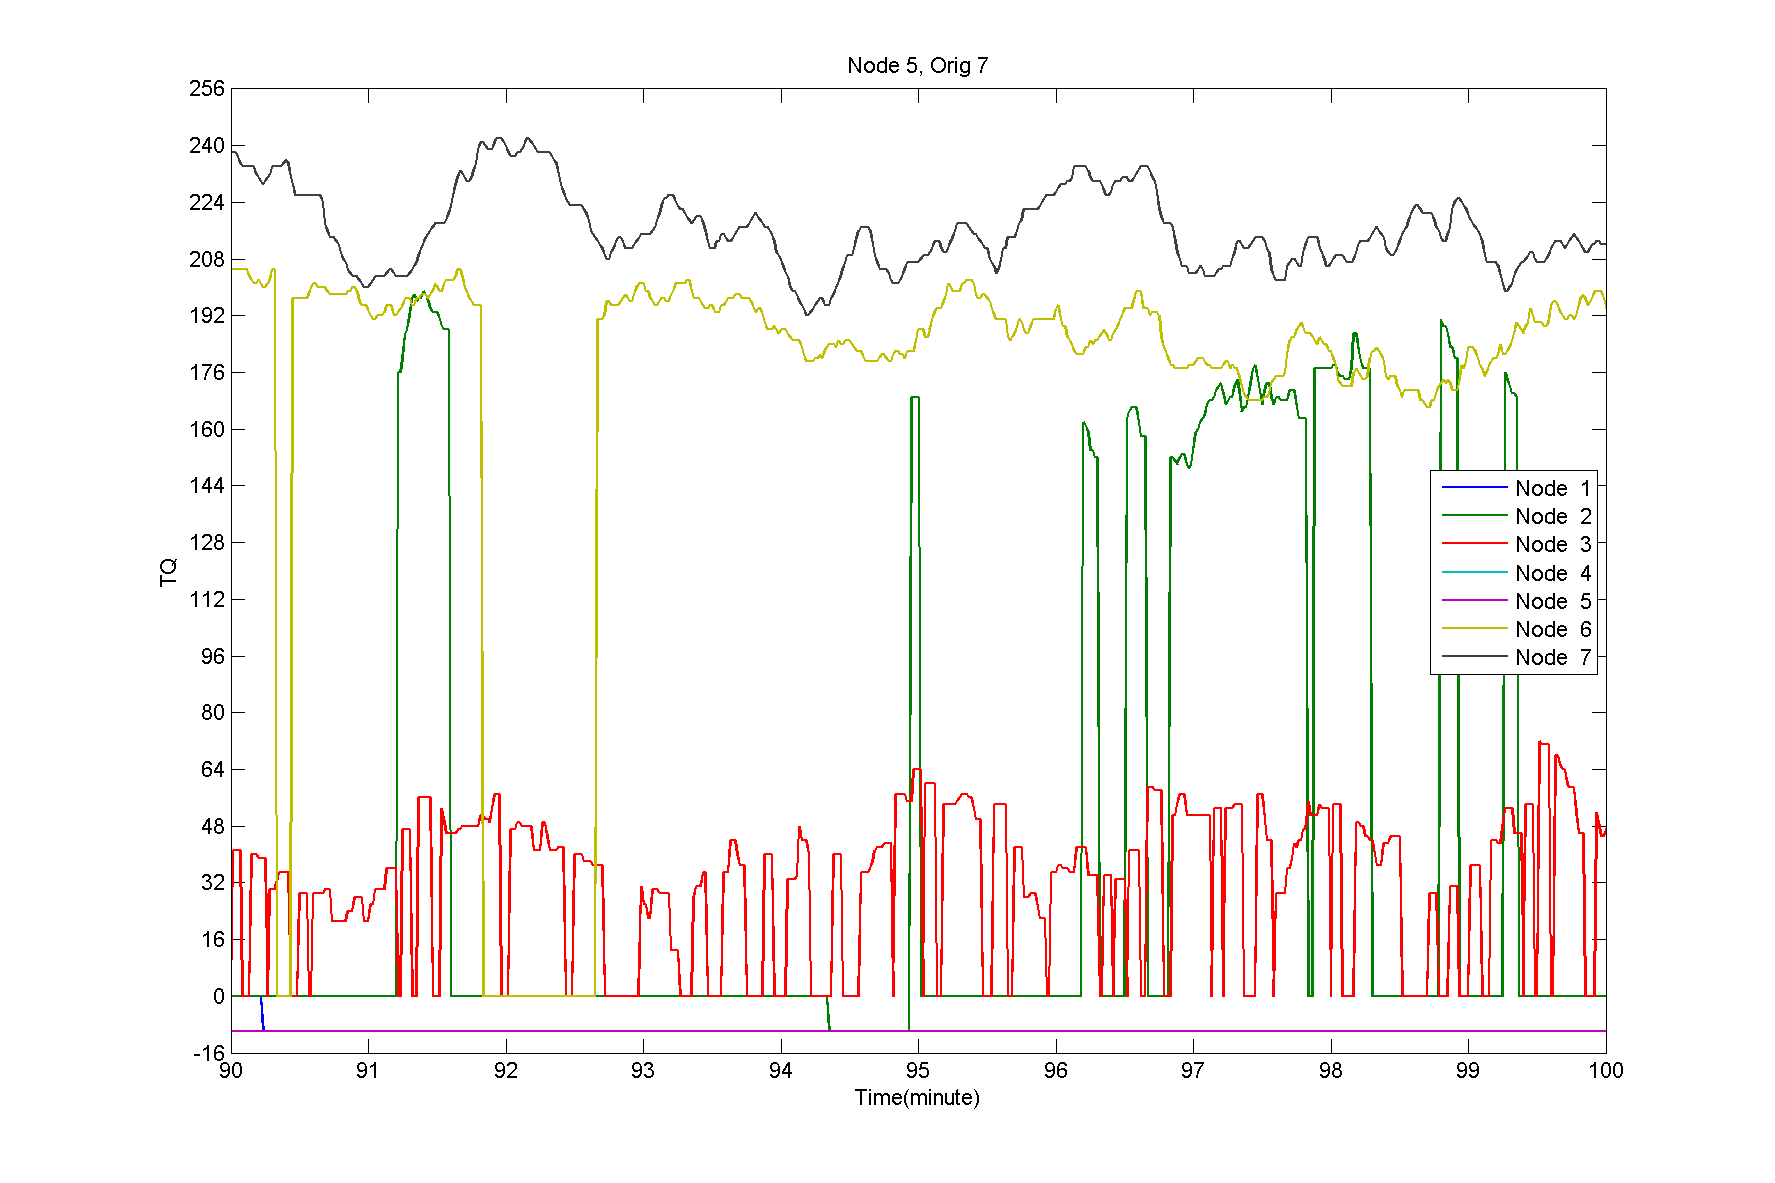 Node 5, Orig 7
256
240
224
208
192
176
160
144
128
112
96
80
64
48
32
16
0
-16
TQ
Node 1
Node 2
Node 3
Node 4
Node 5
Node 6
Node 7
90 91 92 93 94 95 96 97 98 99 100
Time(minute)